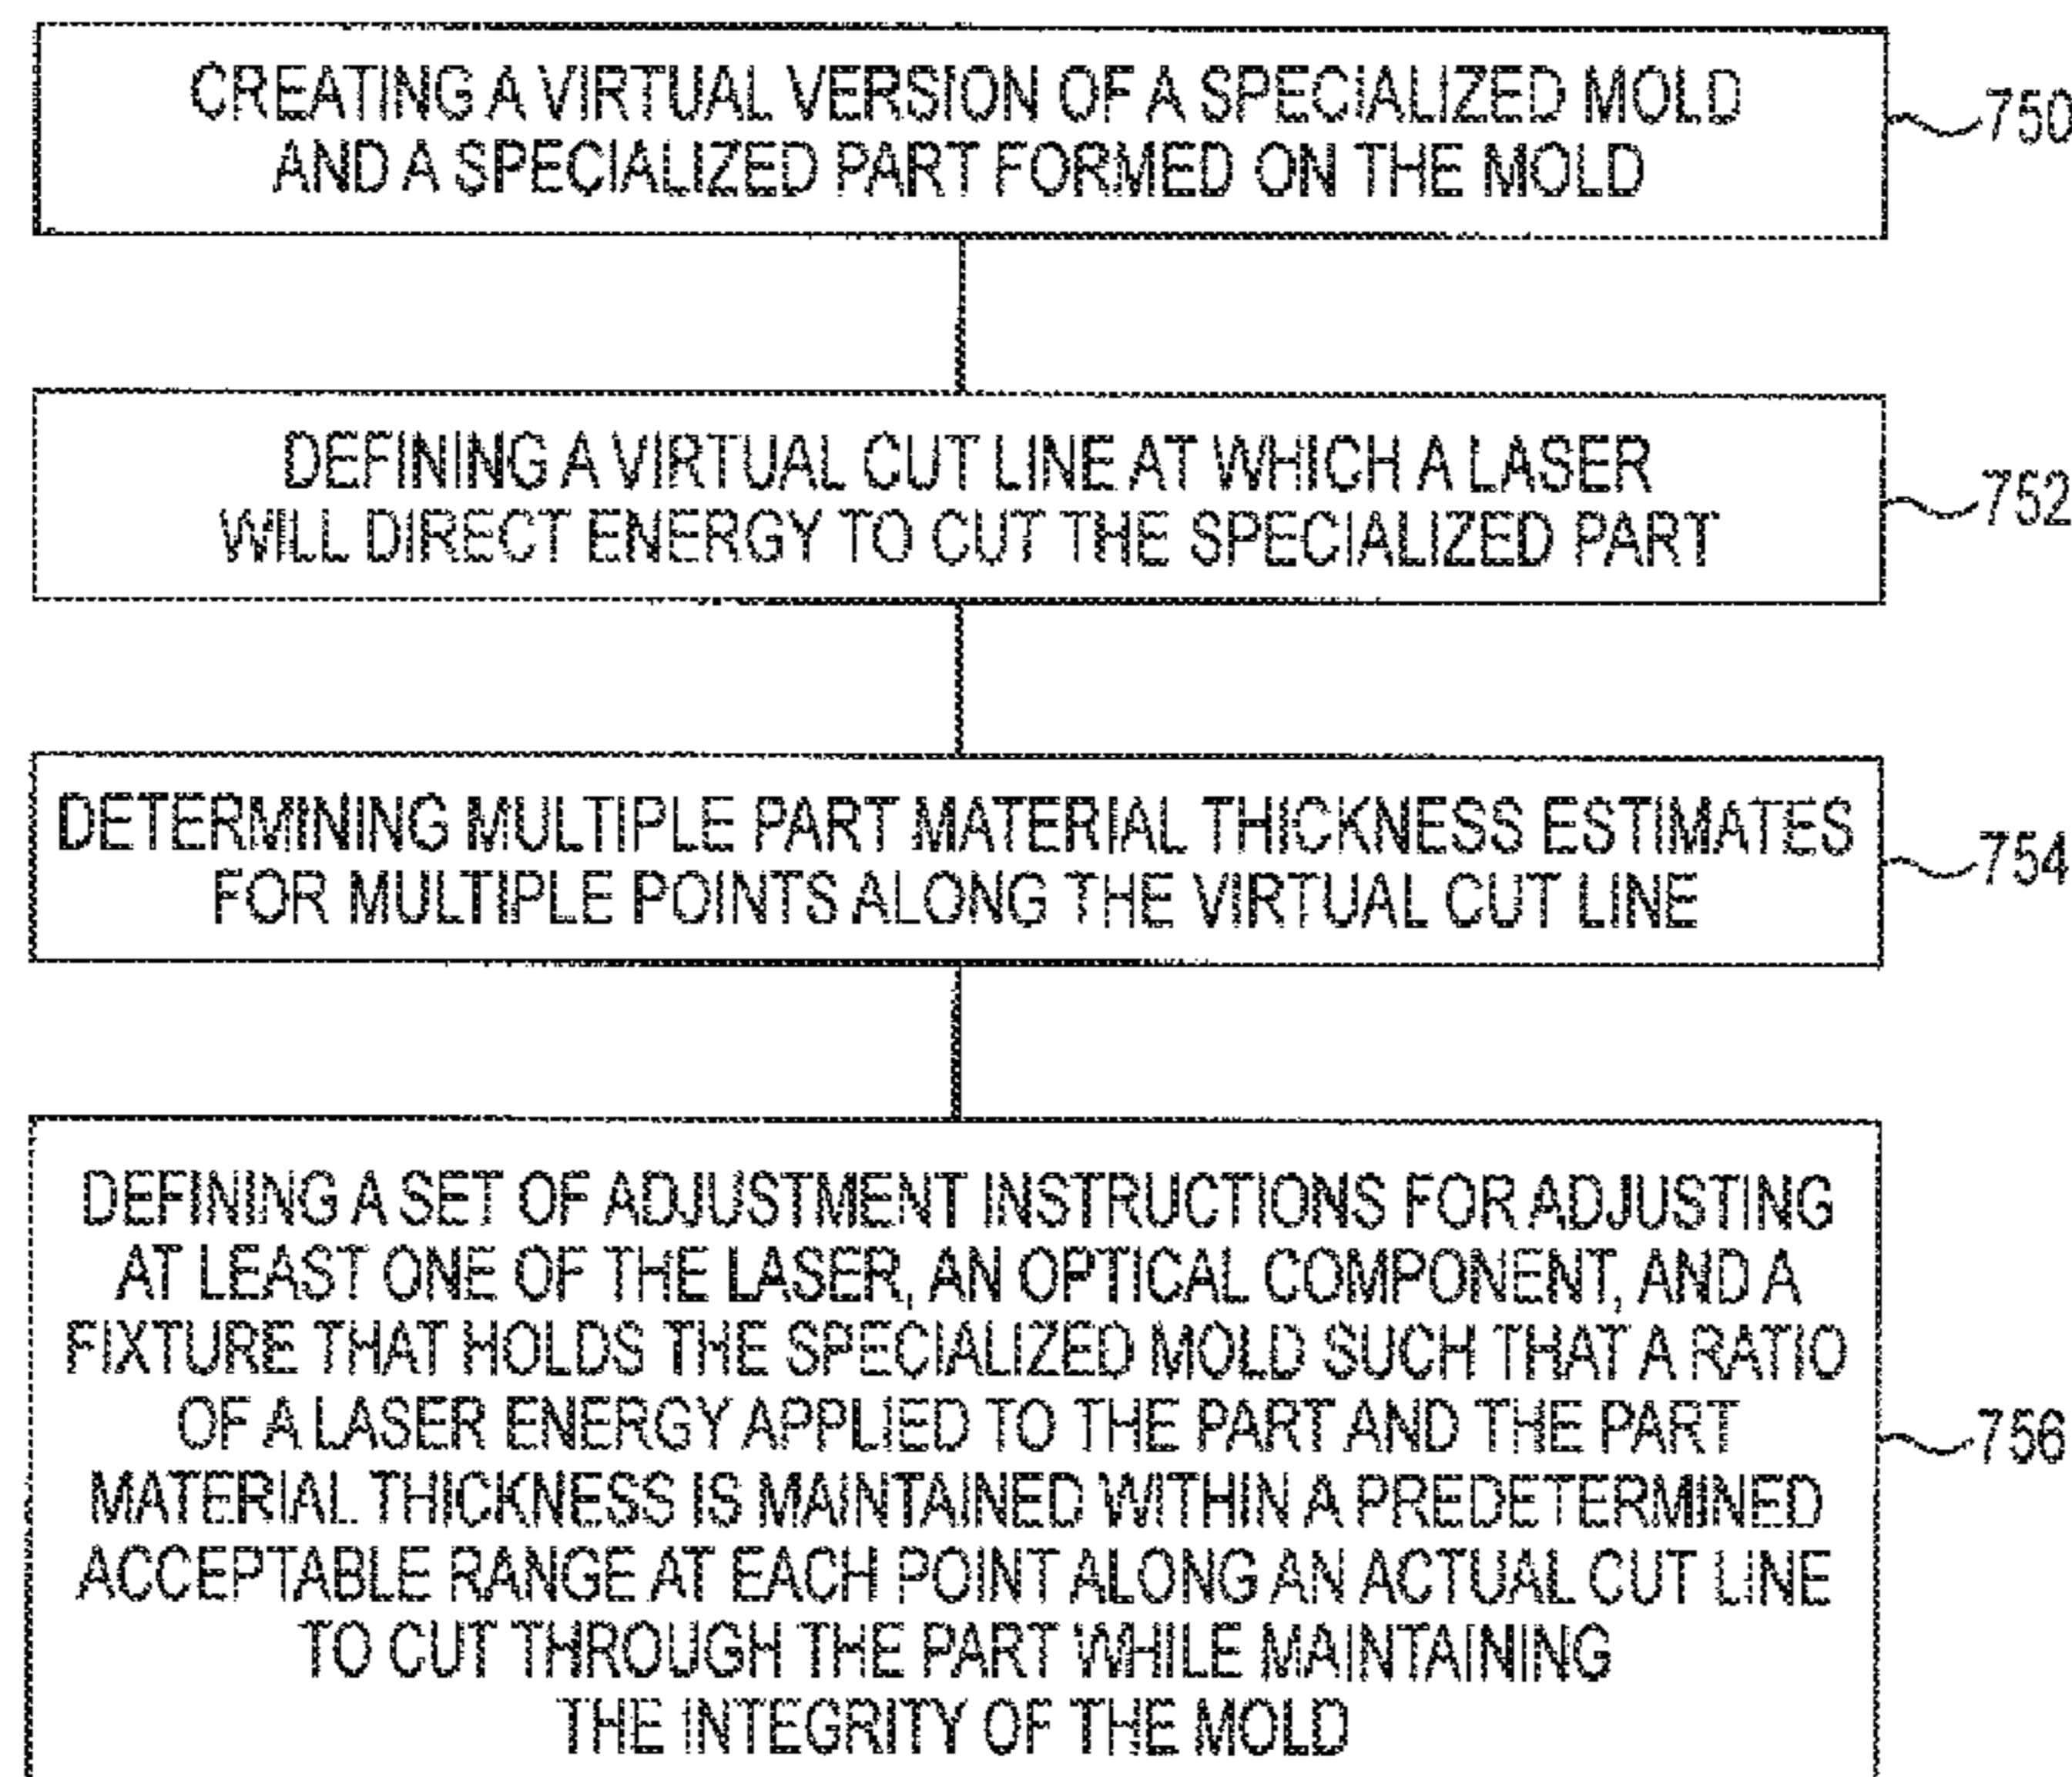 CREATING A VIRTUAL VERSION OF A SPECIALIZED MOLD
AND A SPECIALIZED PART FORMED ON THE MOLD
750
DEFINING A VIRTUAL CUT LINE AT WHICH A LASER
WILL DIRECT ENERGY TO CUT THE SPECIALIZED PART
752
DETERMINING MULTIPLE PART MATERIAL THICKNESS ESTIMATES
FOR MULTIPLE POINTS ALONG THE VIRTUAL CUT LINE
754
DEFINING A SET OF ADJUSTMENT INSTRUCTIONS FOR ADJUSTING
AT LEAST ONE OF THE LASER, AN OPTICAL COMPONENT, AND A
FIXTURE THAT HOLDS THE SPECIALIZED MOLD SUCH THAT A RATIO
OF A LASER ENERGY APPLIED TO THE PART AND THE PART
MATERIAL THICKNESS IS MAINTAINED WITHIN A PREDETERMINED
ACCEPTABLE RANGE AT EACH POINT ALONG AN ACTUAL CUT LINE
TO CUT THROUGH THE PART WHILE MAINTAINING
THE INTEGRITY OF THE MOLD
756